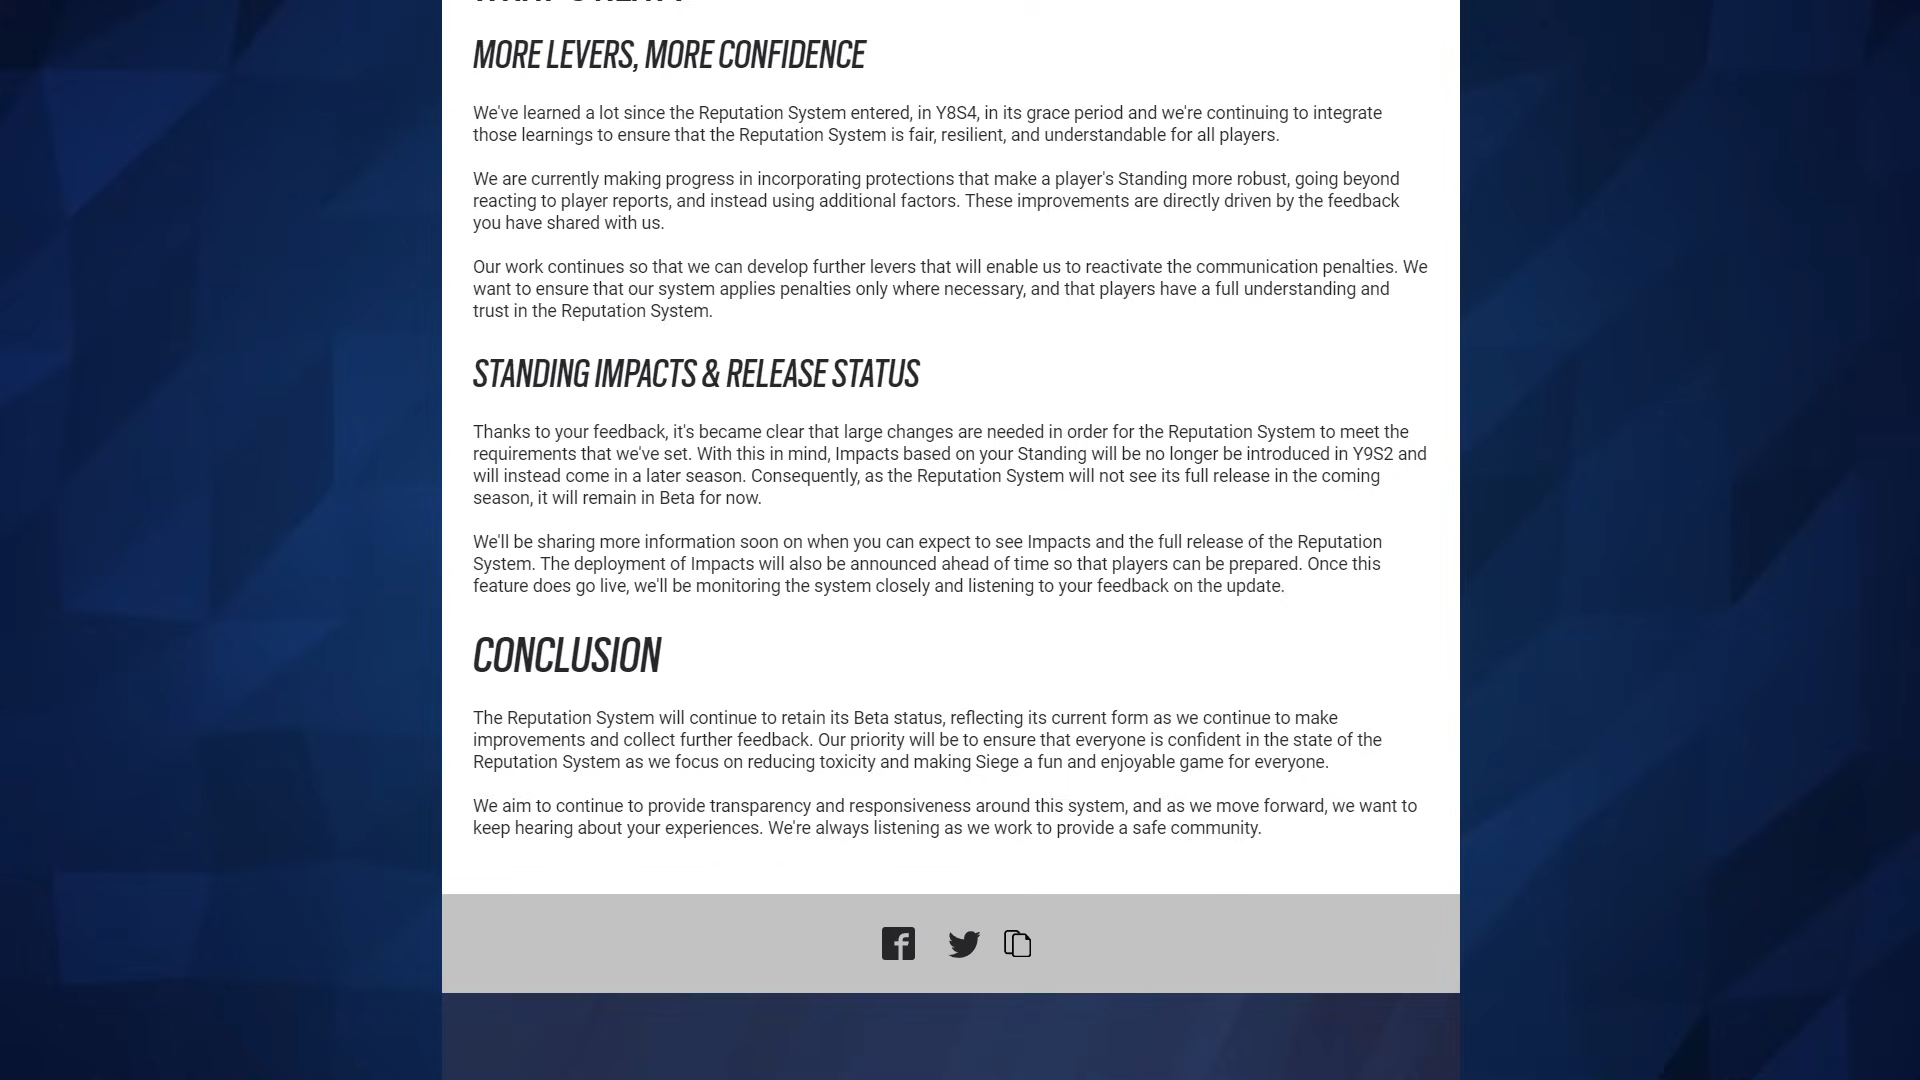 MORE LEVERS, MORE CONFIDENCE
We've learned a lot since the Reputation System entered, in Y8S4, in its grace period and we're continuing to integrate
those learnings to ensure that the Reputation System is fair, resilient, and understandable for all players.
We are currently making progress in incorporating protections that make a player's Standing more robust, going beyond
reacting to player reports, and instead using additional factors. These improvements are directly driven by the feedback
you have shared with us.
Our work continues so that we can develop further levers that will enable us to reactivate the communication penalties. We
want to ensure that our system applies penalties only where necessary, and that players have a full understanding and
trust in the Reputation System.
STANDING IMPACTS & RELEASE STATUS
Thanks to your feedback, it's became clear that large changes are needed in order for the Reputation System to meet the
requirements that we've set. With this in mind, Impacts based on your Standing will be no longer be introduced in Y9S2 and
will instead come in a later season. Consequently, as the Reputation System will not see its full release in the coming
season, it will remain in Beta for now.
We'll be sharing more information soon on when you can expect to see Impacts and the full release of the Reputation
System. The deployment of Impacts will also be announced ahead of time so that players can be prepared. Once this
feature does go live, we'll be monitoring the system closely and listening to your feedback on the update.
CONCLUSION
The Reputation System will continue to retain its Beta status, reflecting its current form as we continue to make
improvements and collect further feedback. Our priority will be to ensure that everyone is confident in the state of the
Reputation System as we focus on reducing toxicity and making Siege a fun and enjoyable game for everyone.
We aim to continue to provide transparency and responsiveness around this system, and as we move forward, we want to
keep hearing about your experiences. We're always listening as we work to provide a safe community.